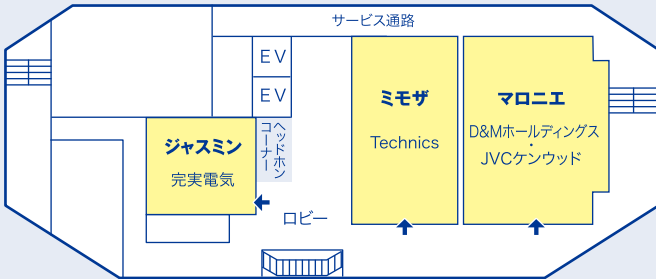 サービス通路
EV
EV
ミモザ
Technics
マロニエ
D&Mホールディングス
・
JVCケンウッド
ジャスミン
完実電気
ヘッドホン
コーナー
ロビー